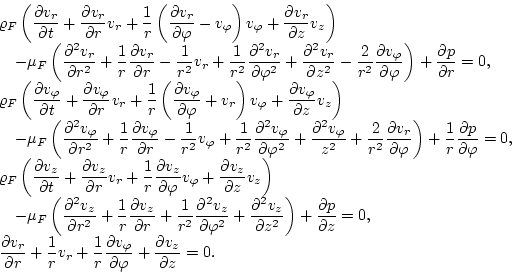 \varrho_F \left( \frac{\partial v_r}{\partial t} + \frac{\partial v_r}{\partial r} v_r + \frac{1}{r} \left( \frac{\partial v_r}{\partial \varphi} - v_\varphi \right) v_\varphi + \frac{\partial v_r}{\partial z} v_z \right)
-\mu_F \left( \frac{\partial^2 v_r}{\partial r^2} + \frac{1}{r} \frac{\partial v_r}{\partial r} - \frac{1}{r^2} v_r + \frac{1}{r^2} \frac{\partial^2 v_r}{\partial \varphi^2} + \frac{\partial^2 v_r}{\partial z^2} - \frac{2}{r^2} \frac{\partial v_\varphi}{\partial \varphi} \right) + \frac{\partial p}{\partial r} = 0,
\varrho_F \left( \frac{\partial v_\varphi}{\partial t} + \frac{\partial v_\varphi}{\partial r} v_r + \frac{1}{r} \left( \frac{\partial v_\varphi}{\partial \varphi} + v_r \right) v_\varphi + \frac{\partial v_\varphi}{\partial z} v_z \right)
-\mu_F \left( \frac{\partial^2 v_\varphi}{\partial r^2} + \frac{1}{r} \frac{\partial v_\varphi}{\partial r} - \frac{1}{r^2} v_\varphi + \frac{1}{r^2} \frac{\partial^2 v_\varphi}{\partial \varphi^2} + \frac{\partial^2 v_\varphi}{z^2} + \frac{2}{r^2} \frac{\partial v_r}{\partial \varphi} \right) + \frac{1}{r} \frac{\partial p}{\partial \varphi} = 0,
\varrho_F \left( \frac{\partial v_z}{\partial t} + \frac{\partial v_z}{\partial r} v_r + \frac{1}{r} \frac{\partial v_z}{\partial \varphi} v_\varphi + \frac{\partial v_z}{\partial z} v_z \right)
-\mu_F \left( \frac{\partial^2 v_z}{\partial r^2} + \frac{1}{r} \frac{\partial v_z}{\partial r} + \frac{1}{r^2} \frac{\partial^2 v_z}{\partial \varphi^2} + \frac{\partial^2 v_z}{\partial z^2} \right) + \frac{\partial p}{\partial z} = 0,
\frac{\partial v_r}{\partial r} + \frac{1}{r} v_r + \frac{1}{r} \frac{\partial v_\varphi}{\partial \varphi} + \frac{\partial v_z}{\partial z} = 0.